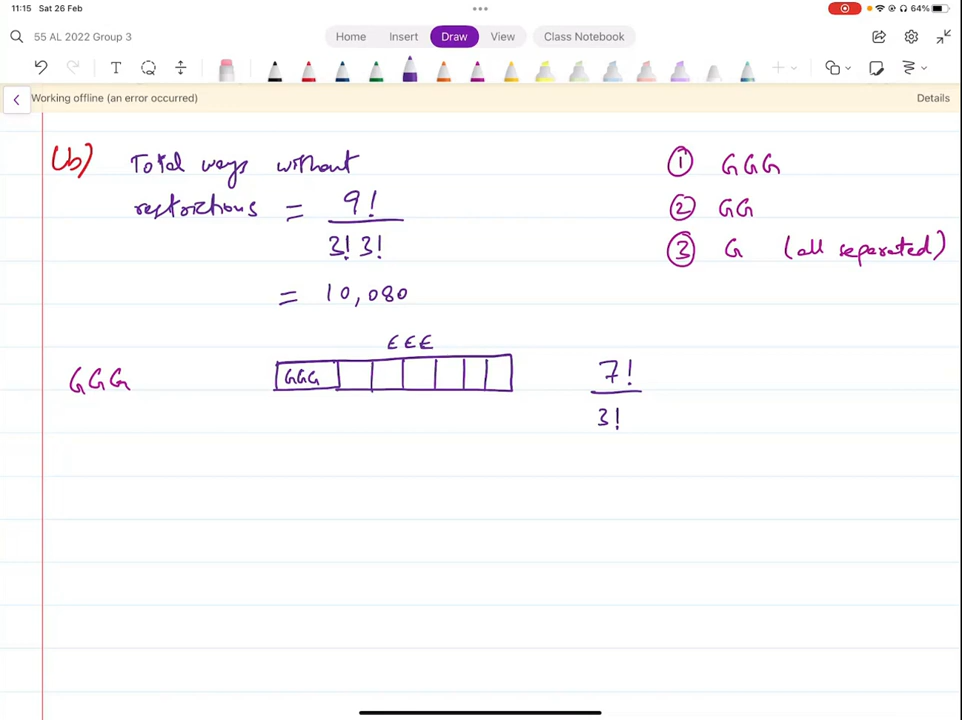 11:15 Sat 26 Feb
64%
55 AL 2022 Group 3
Home Insert Draw View Class Notebook
T
Working offline (an error occurred)
Details
(b) Total ways without
restrictions = 9!
3! 3!
= 10,080
① GGG
② GG
③ G (all separated)
EEE
GGG
GGG
7!
3!